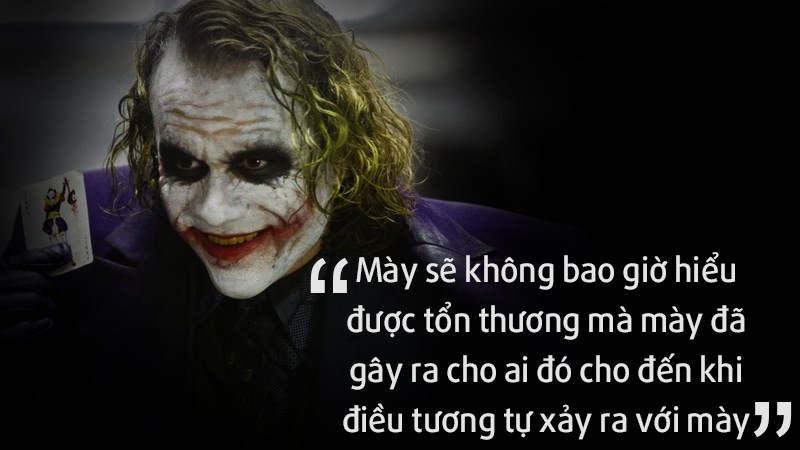 “Mày sẽ không bao giờ hiểu
được tổn thương mà mày đã
gây ra cho ai đó cho đến khi
điều tương tự xảy ra với mày”